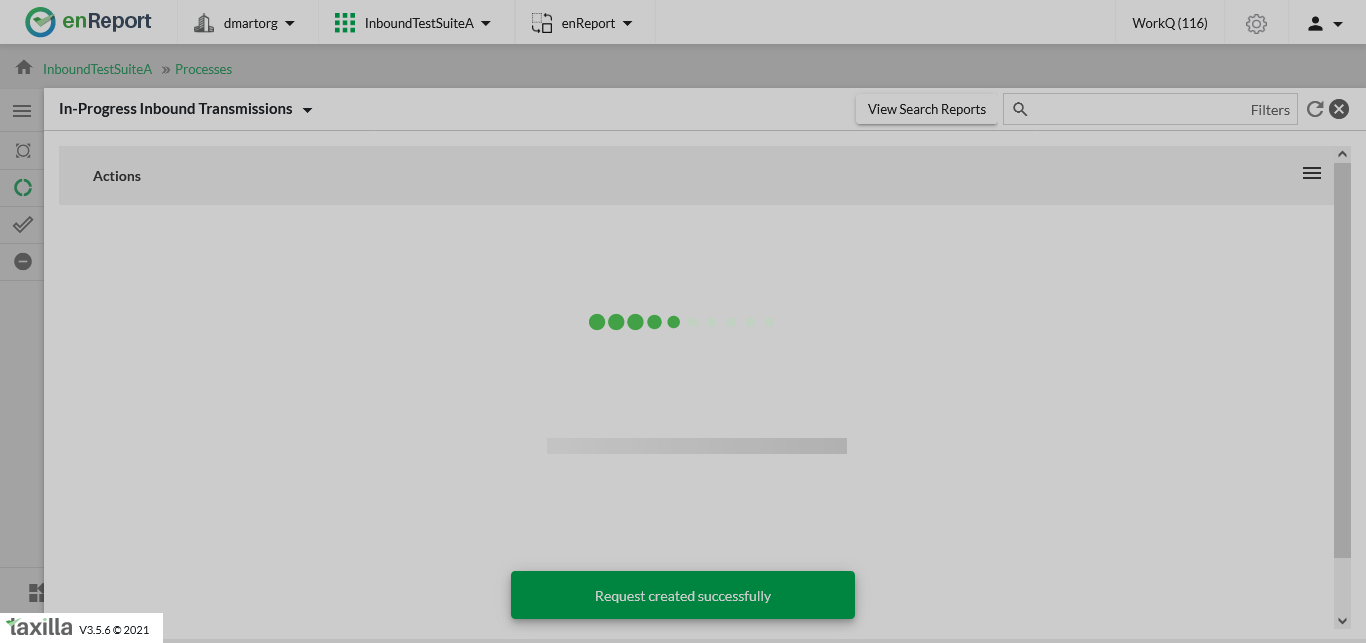 enReport
dmartorg
InboundTestSuiteA
enReport
WorkQ (116)
InboundTestSuiteA » Processes
In-Progress Inbound Transmissions
View Search Reports
Filters
Actions
Request created successfully
taxilla V3.5.6 © 2021